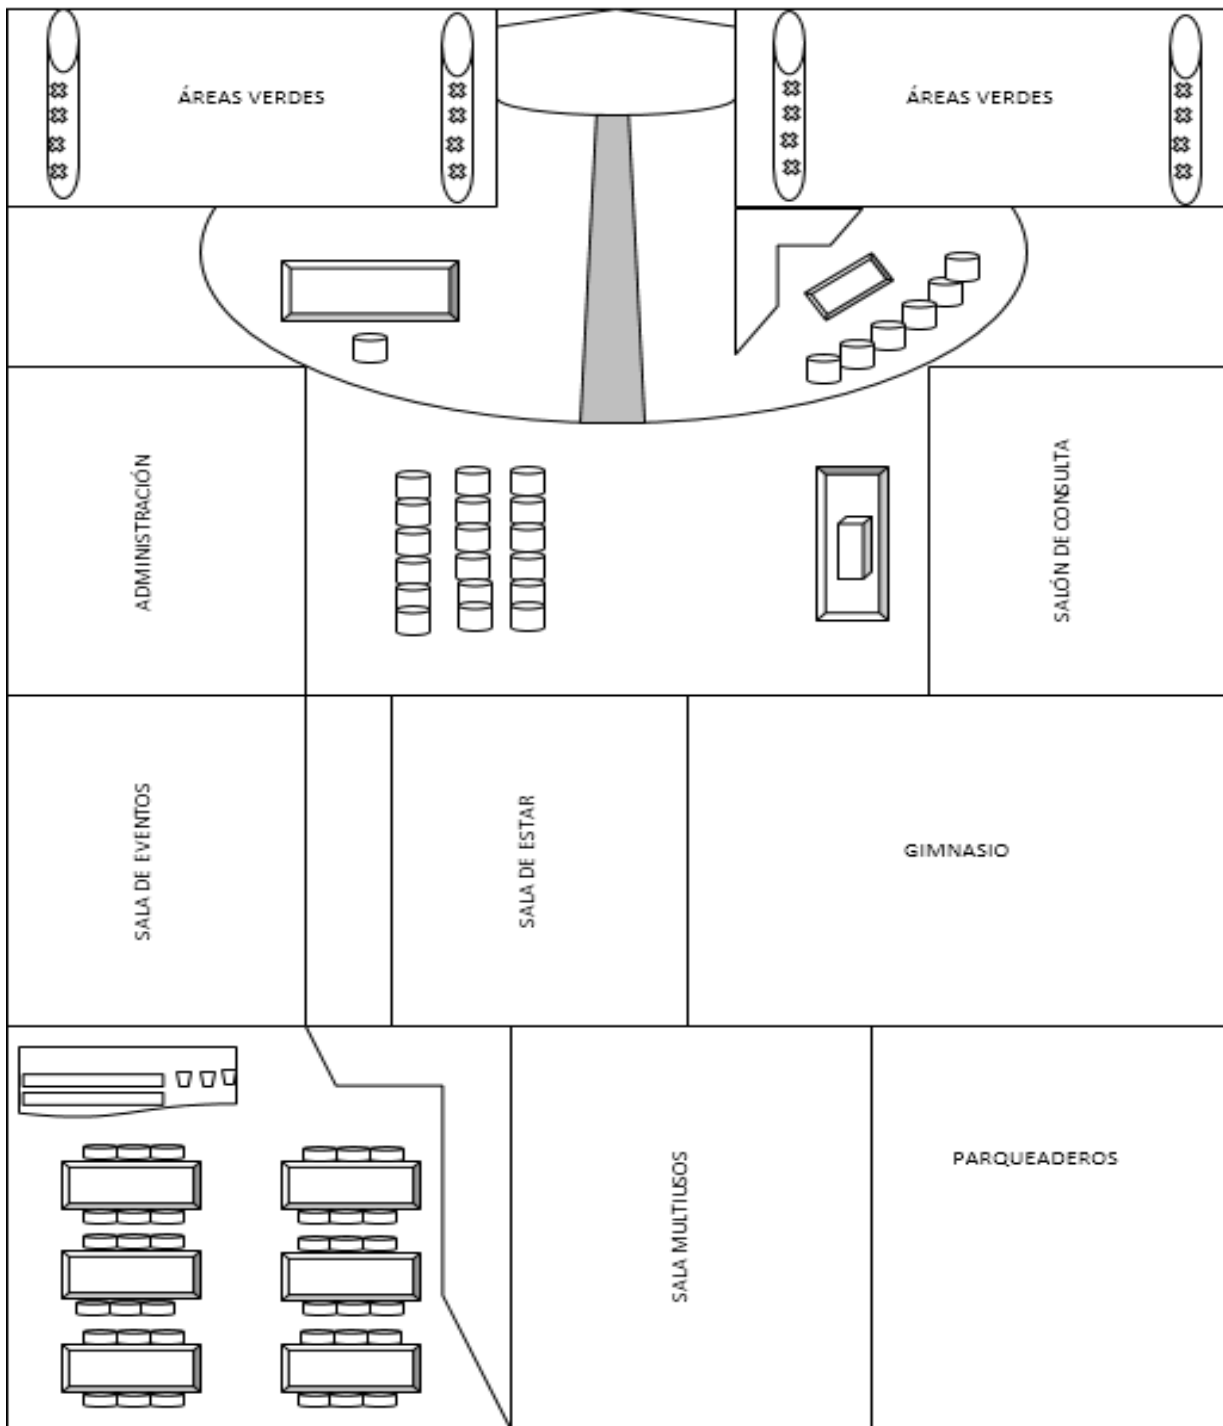 ÁREAS VERDES
ÁREAS VERDES
ADMINISTRACIÓN
SALÓN DE CONSULTA
SALA DE EVENTOS
SALA DE ESTAR
GIMNASIO
SALA MULTIUSOS
PARQUEADEROS